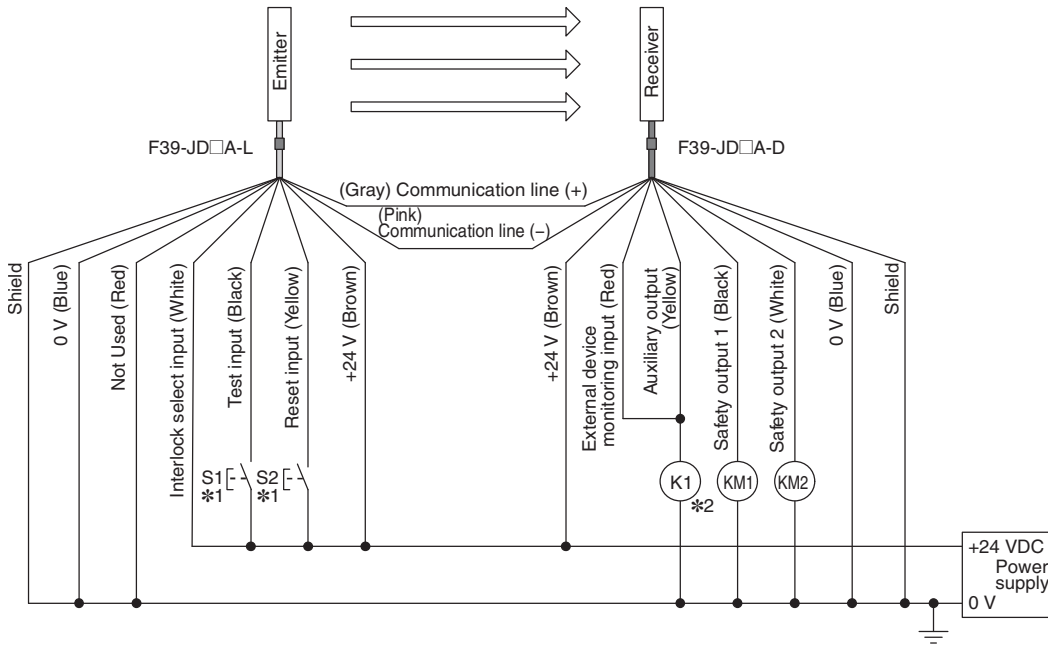 Emitter
Receiver
F39-JD□A-L
F39-JD□A-D
(Gray) Communication line (+)
(Pink)
Communication line (−)
Shield
0 V (Blue)
Not Used (Red)
Interlock select input (White)
Test input (Black)
Reset input (Yellow)
+24 V (Brown)
+24 V (Brown)
External device
monitoring input (Red)
Auxiliary output
(Yellow)
Safety output 1 (Black)
Safety output 2 (White)
0 V (Blue)
Shield
S1
✱1
S2
✱1
K1
✱2
KM1
KM2
+24 VDC
Power
supply
0 V